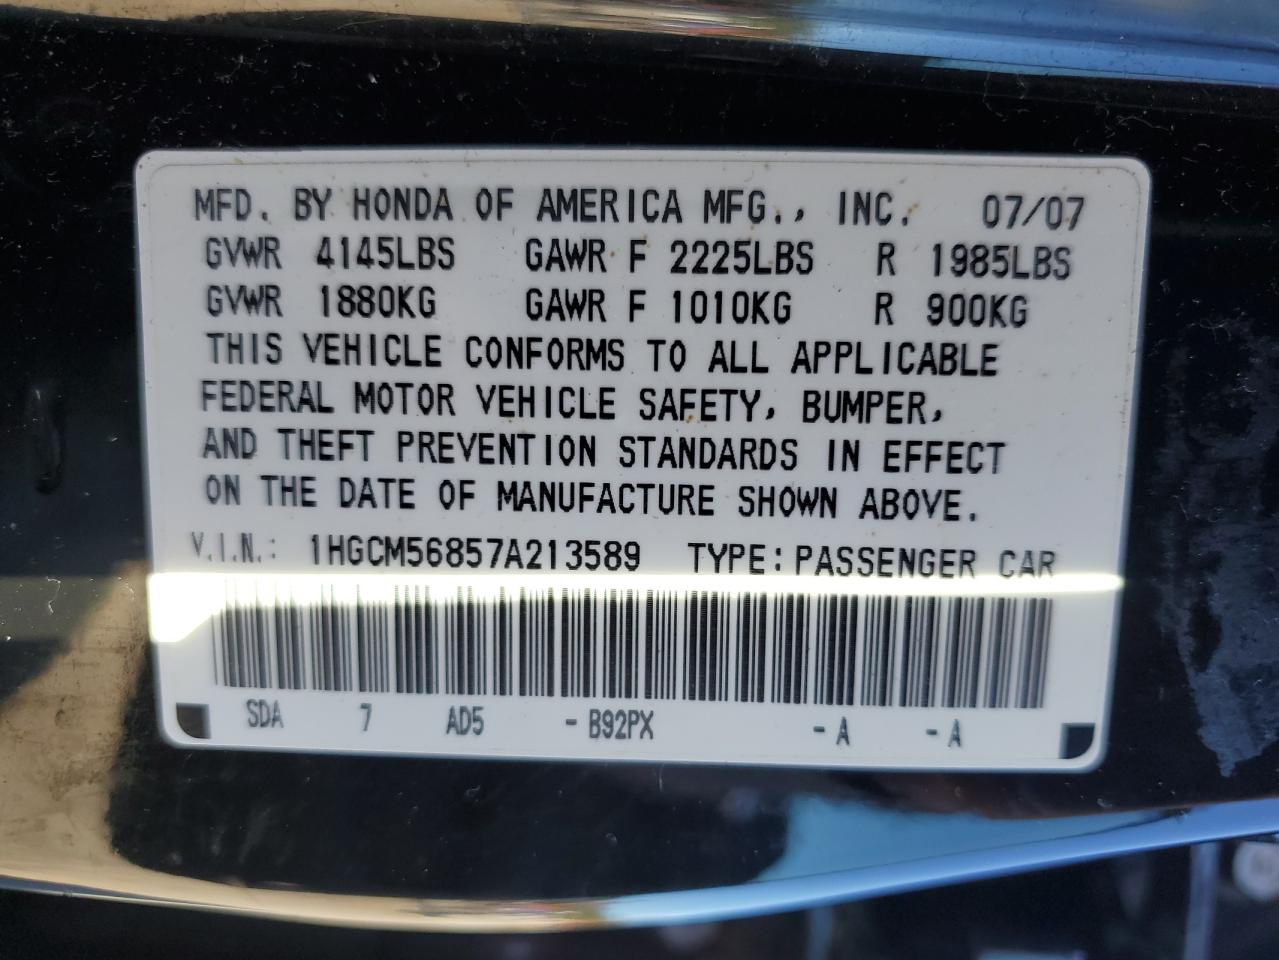 MFD. BY HONDA OF AMERICA MFG., INC. 07/07
GVWR 4145LBS GAWR F 2225LBS R 1985LBS
GVWR 1880KG GAWR F 1010KG R 900KG
THIS VEHICLE CONFORMS TO ALL APPLICABLE
FEDERAL MOTOR VEHICLE SAFETY, BUMPER,
AND THEFT PREVENTION STANDARDS IN EFFECT
ON THE DATE OF MANUFACTURE SHOWN ABOVE.
V.I.N.: 1HGCM56857A213589 TYPE: PASSENGER CAR
SDA 7 AD5 - B92PX - A - A